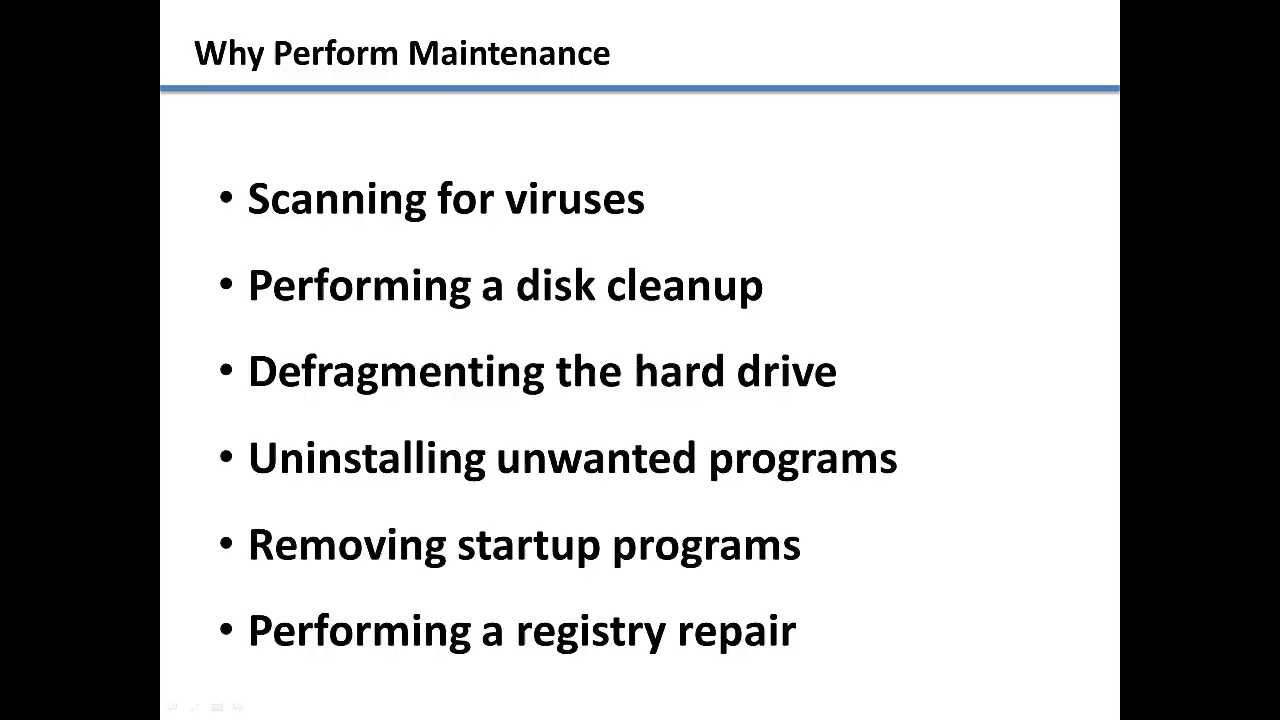 Why Perform Maintenance
• Scanning for viruses
• Performing a disk cleanup
• Defragmenting the hard drive
• Uninstalling unwanted programs
• Removing startup programs
• Performing a registry repair